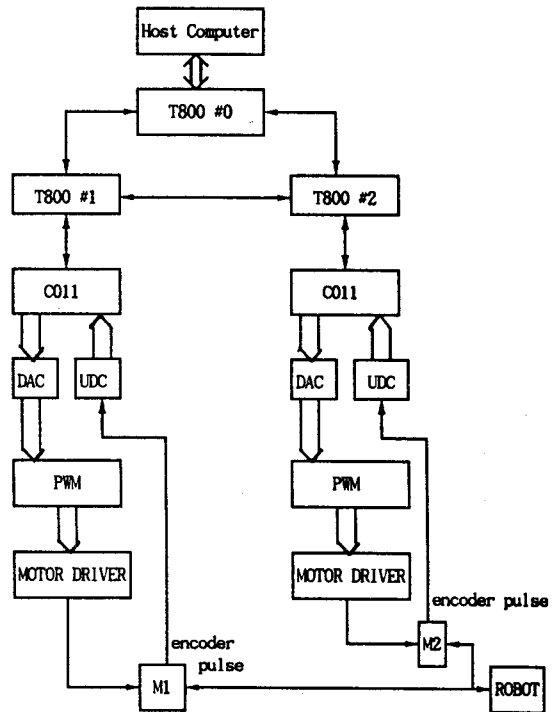 Host Computer
T800 #0
T800 #1
T800 #2
C011
C011
DAC
UDC
DAC
UDC
PWM
PWM
MOTOR DRIVER
MOTOR DRIVER
encoder pulse
encoder
pulse
M2
M1
ROBOT